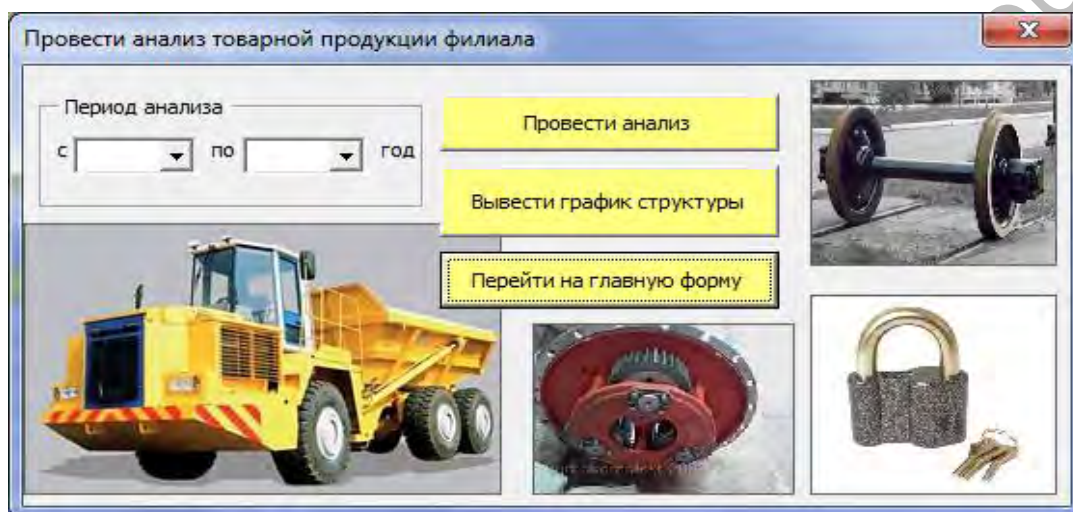 Провести анализ товарной продукции филиала
Период анализа
с по год
Провести анализ
Вывести график структуры
Перейти на главную форму